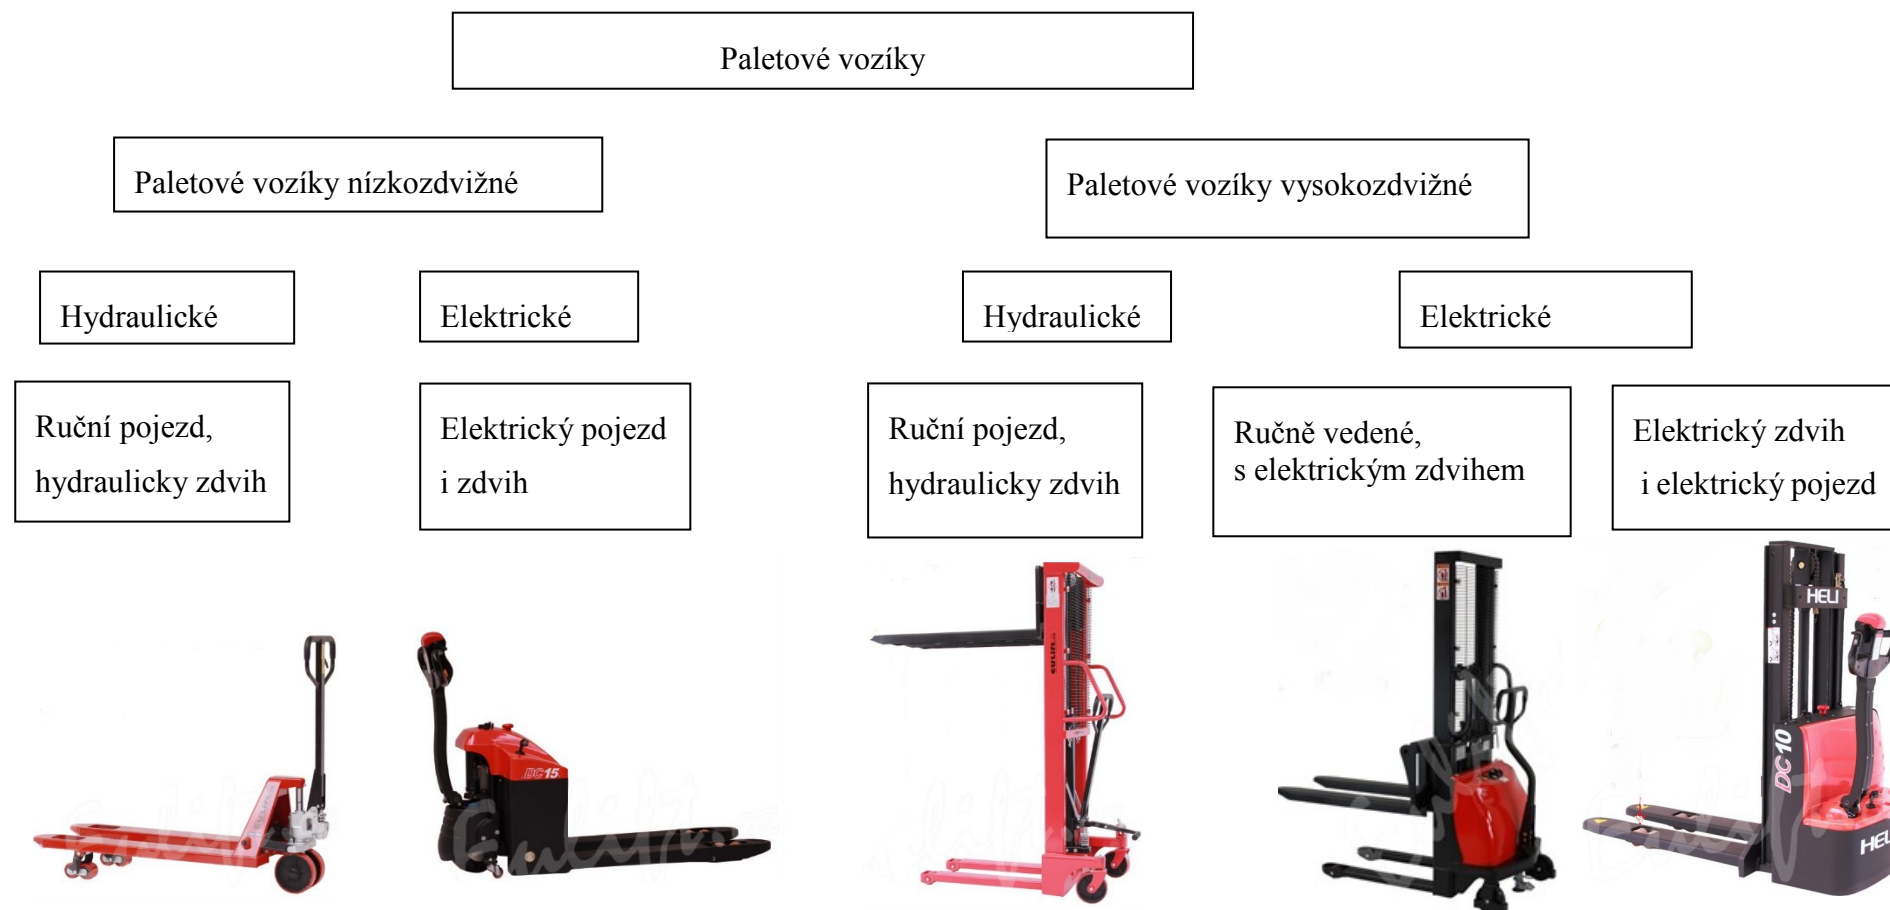 Paletové vozíky
Paletové vozíky nízkozdvižné
Paletové vozíky vysokozdvižné
Hydraulické
Elektrické
Hydraulické
Elektrické
Ruční pojezd,
hydraulicky zdvih
Elektrický pojezd
i zdvih
Ruční pojezd,
hydraulicky zdvih
Ručně vedené,
s elektrickým zdvihem
Elektrický zdvih
i elektrický pojezd
HELI
DC15
DC10
HEL